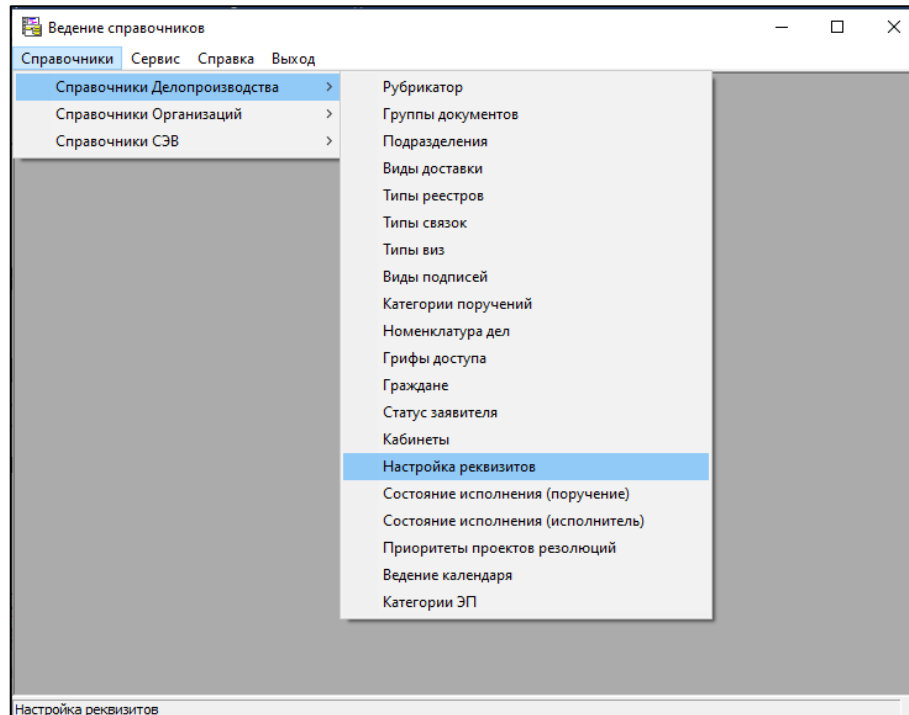 Ведение справочников
Справочники Сервис Справка Выход
Справочники Делопроизводства
Справочники Организаций
Справочники СЭВ
Рубрикатор
Группы документов
Подразделения
Виды доставки
Типы реестров
Типы связок
Типы виз
Виды подписей
Категории поручений
Номенклатура дел
Грифы доступа
Граждане
Статус заявителя
Кабинеты
Настройка реквизитов
Состояние исполнения (поручение)
Состояние исполнения (исполнитель)
Приоритеты проектов резолюций
Ведение календаря
Категории ЭП
Настройка реквизитов